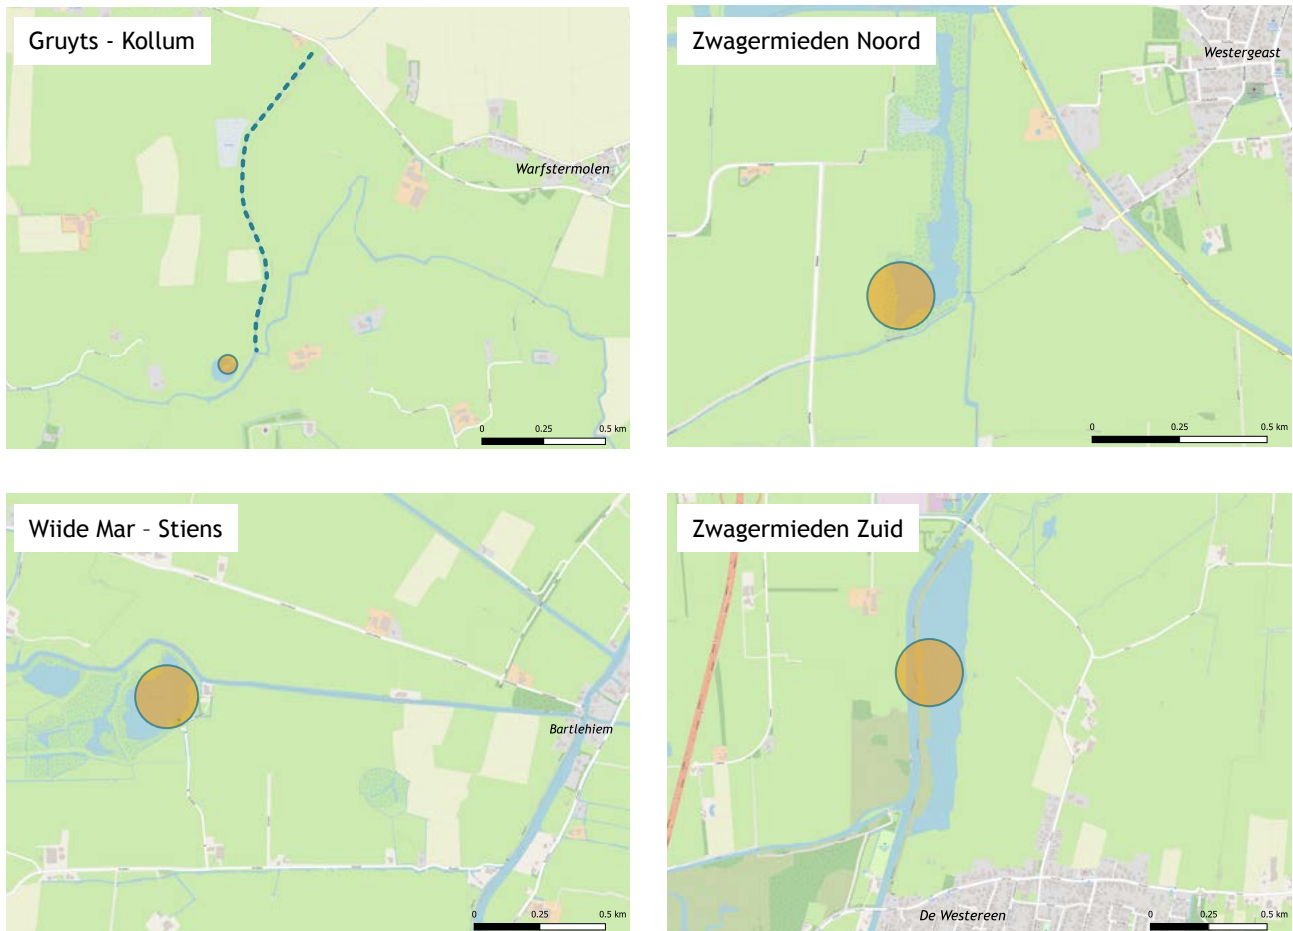 Gruyts - Kollum
Warfstermolen
0 0.25 0.5 km
Zwagermieden Noord
Westergeast
0 0.25 0.5 km
Wiide Mar – Stiens
Bartlehiem
0 0.25 0.5 km
Zwagermieden Zuid
De Westereen
0 0.25 0.5 km